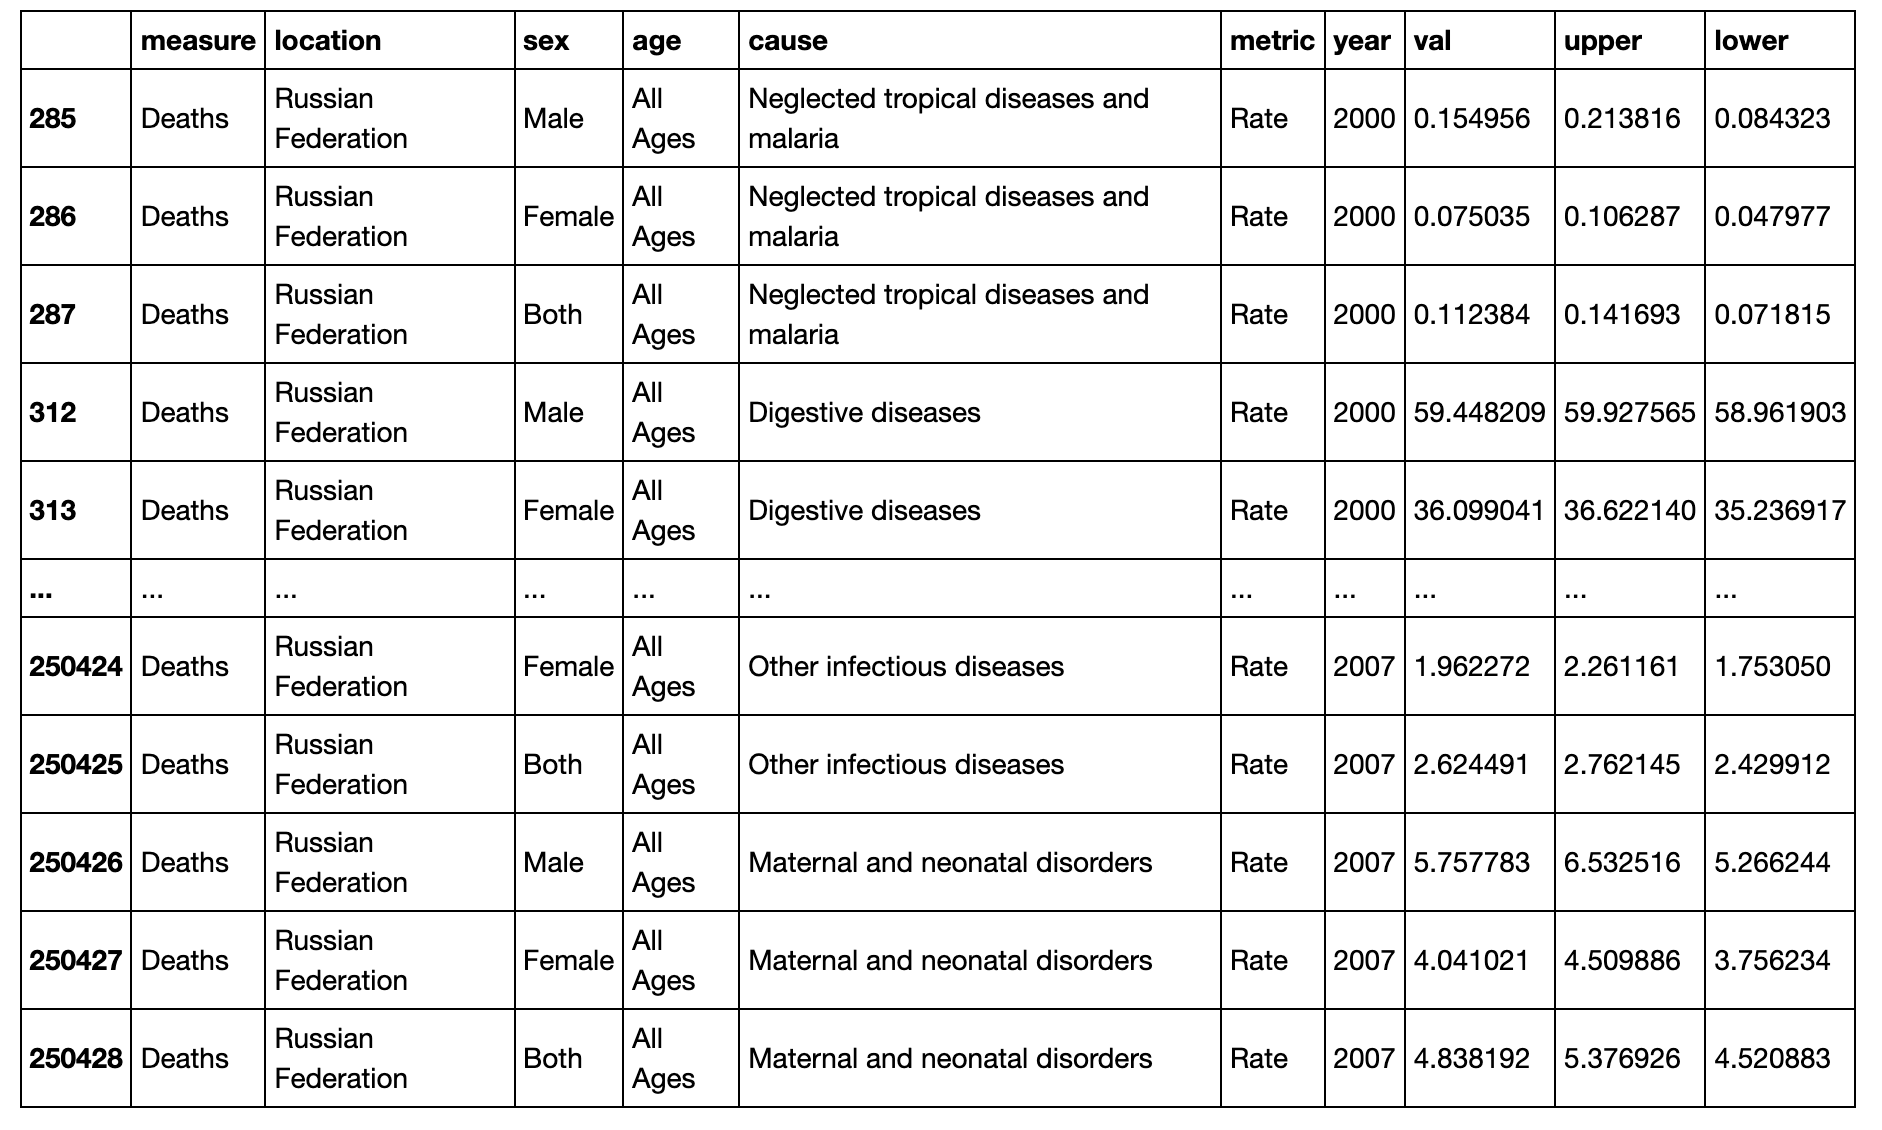 measure location sex age cause metric year val upper lower
285 Deaths Russian Federation Male All Ages Neglected tropical diseases and malaria Rate 2000 0.154956 0.213816 0.084323
286 Deaths Russian Federation Female All Ages Neglected tropical diseases and malaria Rate 2000 0.075035 0.106287 0.047977
287 Deaths Russian Federation Both All Ages Neglected tropical diseases and malaria Rate 2000 0.112384 0.141693 0.071815
312 Deaths Russian Federation Male All Ages Digestive diseases Rate 2000 59.448209 59.927565 58.961903
313 Deaths Russian Federation Female All Ages Digestive diseases Rate 2000 36.099041 36.622140 35.236917
... ... ... ... ... ... ... ... ... ... ...
250424 Deaths Russian Federation Female All Ages Other infectious diseases Rate 2007 1.962272 2.261161 1.753050
250425 Deaths Russian Federation Both All Ages Other infectious diseases Rate 2007 2.624491 2.762145 2.429912
250426 Deaths Russian Federation Male All Ages Maternal and neonatal disorders Rate 2007 5.757783 6.532516 5.266244
250427 Deaths Russian Federation Female All Ages Maternal and neonatal disorders Rate 2007 4.041021 4.509886 3.756234
250428 Deaths Russian Federation Both All Ages Maternal and neonatal disorders Rate 2007 4.838192 5.376926 4.520883